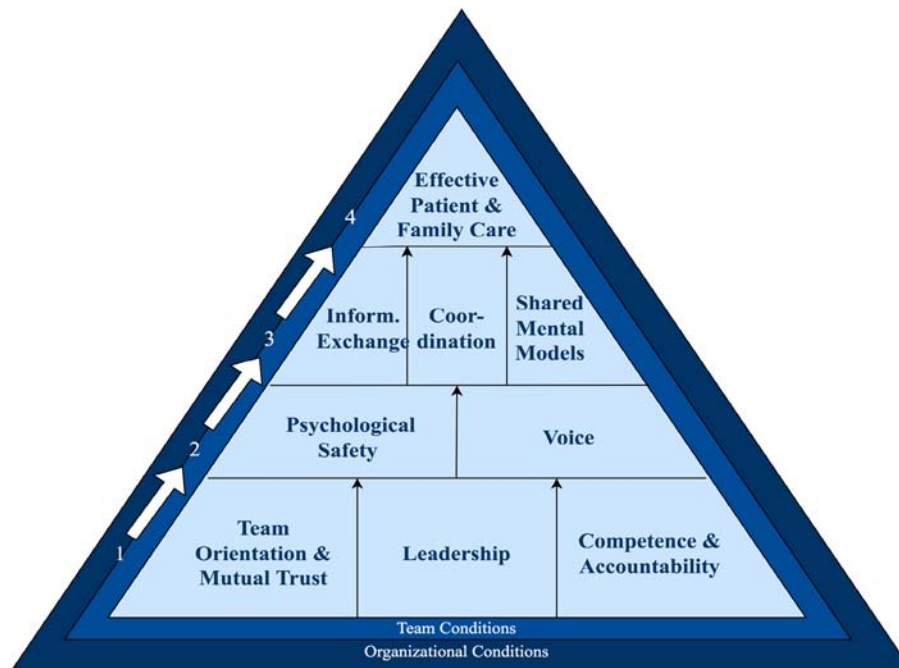 Effective
Patient &
Family Care
4
Inform.
Exchange
Coor-
dination
Shared
Mental
Models
3
Psychological
Safety
Voice
2
Team
Orientation &
Mutual Trust
Leadership
Competence &
Accountability
1
Team Conditions
Organizational Conditions